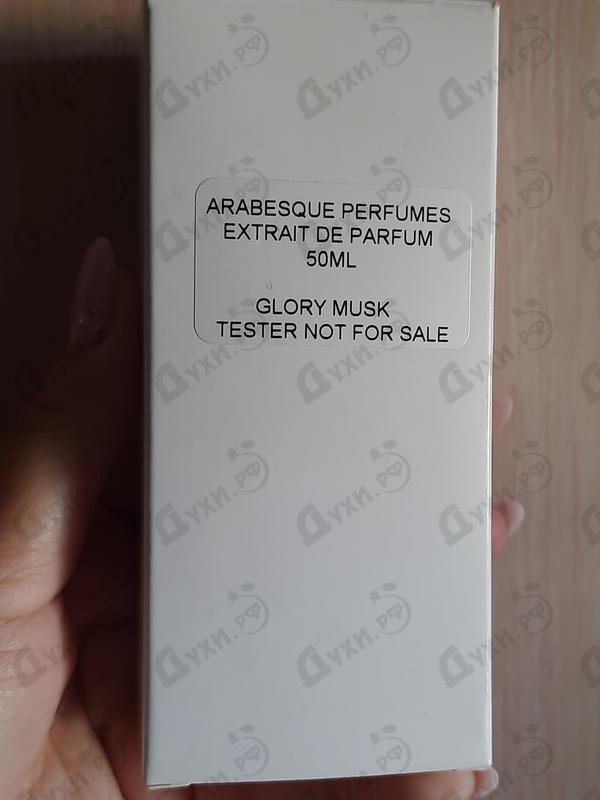 ARABESQUE PERFUMES
EXTRAIT DE PARFUM
50ML
GLORY MUSK
TESTER NOT FOR SALE
Духи.рф